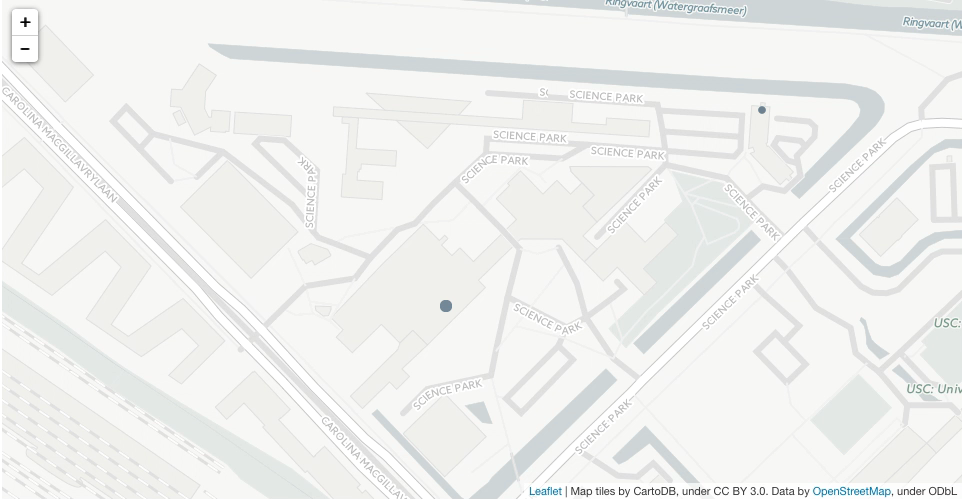 +
−
Ringvaart (Watergraafsmeer)
Ringvaart (W
SC
SCIENCE PARK
SCIENCE PARK
SCIENCE PARK
SCIENCE PARK
SCIENCE PARK
SCIENCE PARK
SCIENCE PARK
SCIENCE PARK
CAROLINA MACGILLAVRYLAAN
SCIENCE PARK
SCIENCE PARK
SCIENCE PARK
USC:
SCIENCE PARK
USC: Univ
SCIENCE PARK
CAROLINA MACGILLAV
Leaflet | Map tiles by CartoDB, under CC BY 3.0. Data by OpenStreetMap, under ODbL